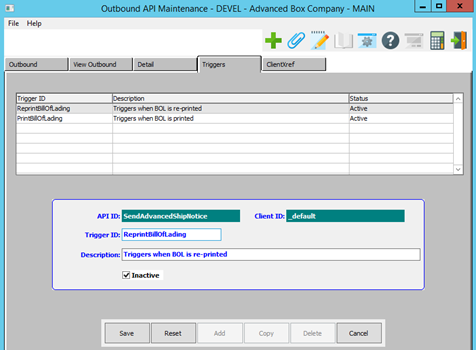 Outbound API Maintenance - DEVEL - Advanced Box Company - MAIN
File Help
Outbound View Outbound Detail Triggers ClientXref
Trigger ID Description Status
ReprintBillOfLading Triggers when BOL is re-printed Active
PrintBillOfLading Triggers when BOL is printed Active
API ID: SendAdvancedShipNotice Client ID: _default
Trigger ID: ReprintBillOfLading
Description: Triggers when BOL is re-printed
Inactive
Save Reset Add Copy Delete Cancel